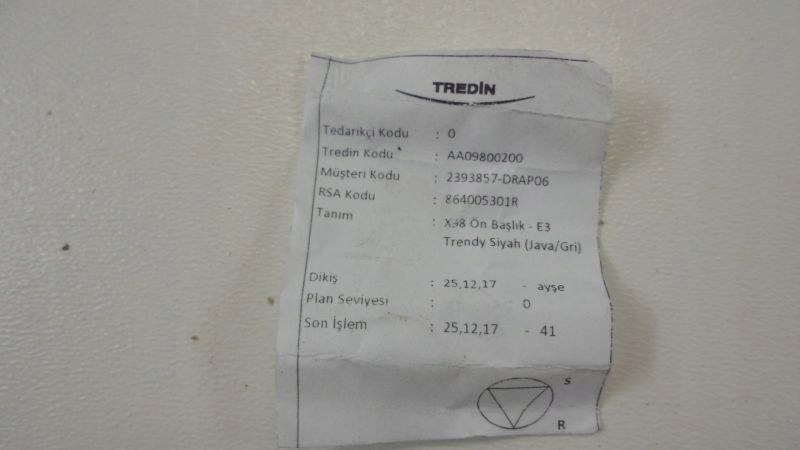 TREDİN
Tedarikçi Kodu : 0
Tredin Kodu : AA09800200
Müşteri Kodu : 2393857-DRAP06
RSA Kodu : 864005301R
Tanım : X38 Ön Başlık - E3
Trendy Siyah (Java/Gri)
Dikiş : 25,12,17 - ayşe
Plan Seviyesi : 0
Son İşlem : 25,12,17 - 41
S
R